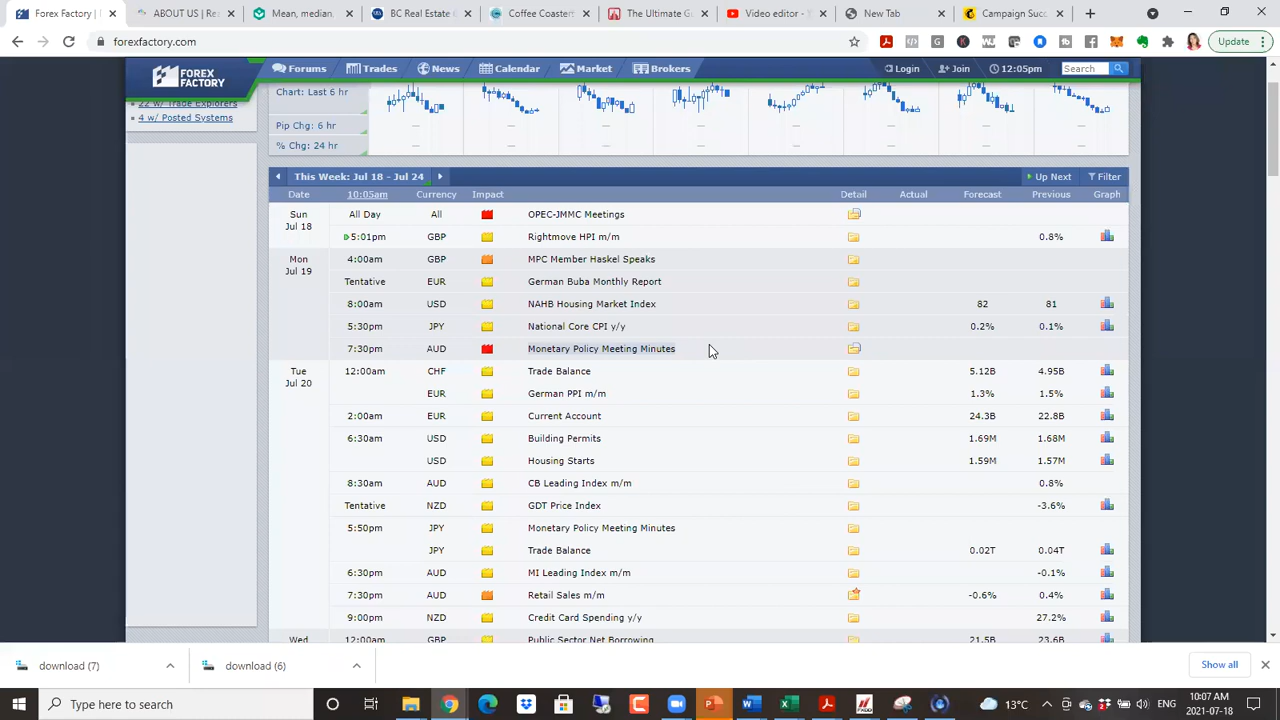 Forex Factory |
ABOUT US | Re
Mean, median,
BC Real Estate
Coffee Coastert
The Ultimate G
Video editor - X
New Tab
Campaign Suc
forexfactory.com
Update
FOREX FACTORY
Forums
Trades
News
Calendar
Market
Brokers
Login
Join
12:05pm
Search
22 w/ Trade Explorers
4 w/ Posted Systems
Chart: Last 6 hr
Pip Chg: 6 hr
% Chg: 24 hr
This Week: Jul 18 - Jul 24
Up Next
Filter
Date 10:05am Currency Impact Detail Actual Forecast Previous Graph
Sun Jul 18 All Day All OPEC-JMMC Meetings
5:01pm GBP Rightmove HPI m/m 0.8%
Mon Jul 19 4:00am GBP MPC Member Haskel Speaks
Tentative EUR German Buba Monthly Report
8:00am USD NAHB Housing Market Index 82 81
5:30pm JPY National Core CPI y/y 0.2% 0.1%
7:30pm AUD Monetary Policy Meeting Minutes
Tue Jul 20 12:00am CHF Trade Balance 5.12B 4.95B
EUR German PPI m/m 1.3% 1.5%
2:00am EUR Current Account 24.3B 22.8B
6:30am USD Building Permits 1.69M 1.68M
USD Housing Starts 1.59M 1.57M
8:30am AUD CB Leading Index m/m 0.8%
Tentative NZD GDT Price Index -3.6%
5:50pm JPY Monetary Policy Meeting Minutes
JPY Trade Balance 0.02T 0.04T
6:30pm AUD MI Leading Index m/m -0.1%
7:30pm AUD Retail Sales m/m -0.6% 0.4%
9:00pm NZD Credit Card Spending y/y 27.2%
Wed 12:00am GBP Public Sector Net Borrowing 21.5B 23.6B
download (7)
download (6)
Show all
Type here to search
13°C
ENG
10:07 AM
2021-07-18